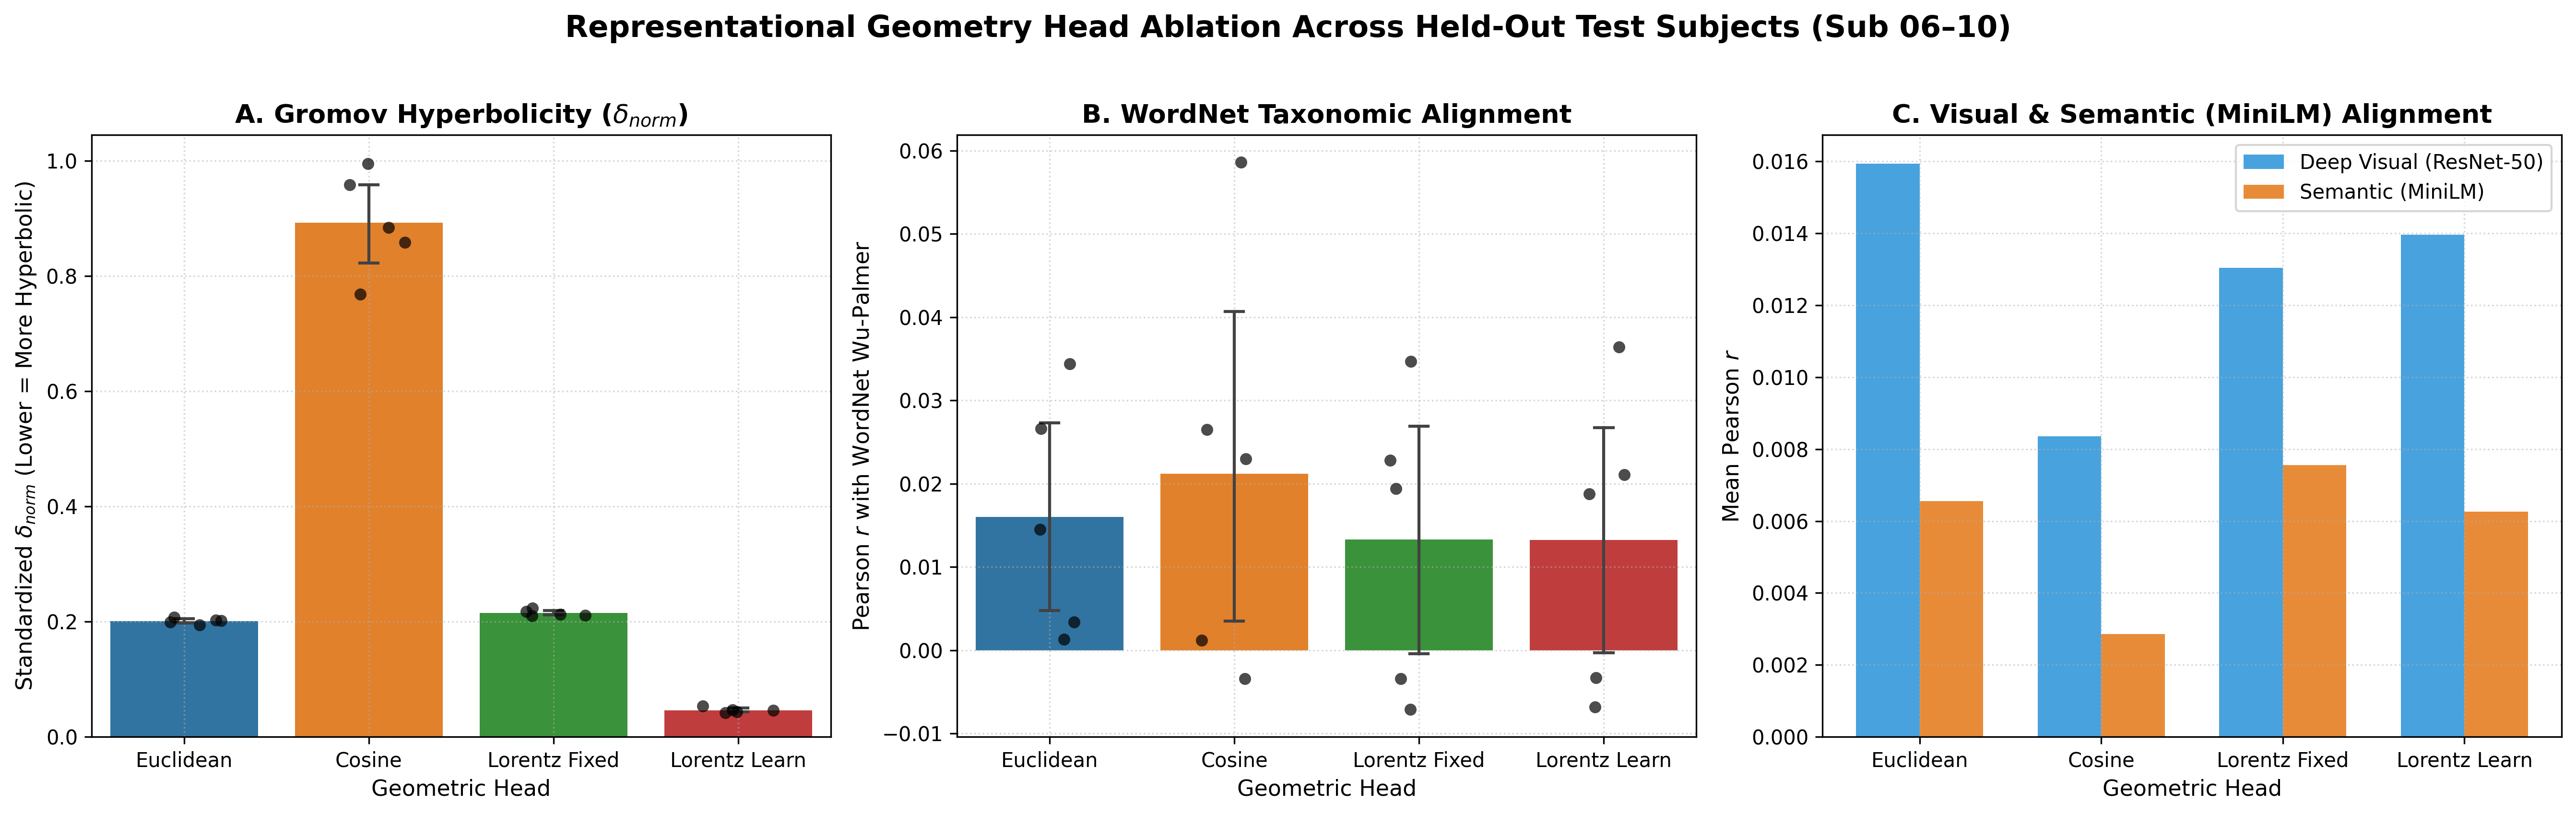 Representational Geometry Head Ablation Across Held-Out Test Subjects (Sub 06–10)
A. Gromov Hyperbolicity (δnorm)
Standardized δnorm (Lower = More Hyperbolic)
1.0
0.8
0.6
0.4
0.2
0.0
Euclidean
Cosine
Lorentz Fixed
Lorentz Learn
Geometric Head
B. WordNet Taxonomic Alignment
Pearson r with WordNet Wu-Palmer
0.06
0.05
0.04
0.03
0.02
0.01
0.00
−0.01
Euclidean
Cosine
Lorentz Fixed
Lorentz Learn
Geometric Head
C. Visual & Semantic (MiniLM) Alignment
Deep Visual (ResNet-50)
Semantic (MiniLM)
Mean Pearson r
0.016
0.014
0.012
0.010
0.008
0.006
0.004
0.002
0.000
Euclidean
Cosine
Lorentz Fixed
Lorentz Learn
Geometric Head